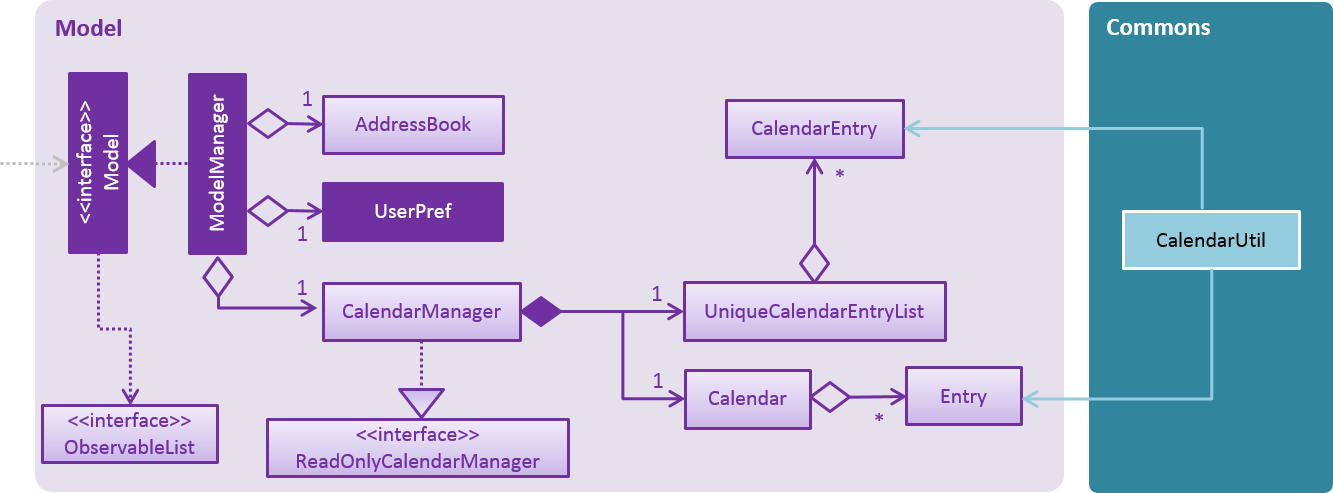 Model
Commons
<<interface>>
Model
ModelManager
1
AddressBook
1
UserPref
1
CalendarManager
<<interface>>
ObservableList
<<interface>>
ReadOnlyCalendarManager
CalendarEntry
*
1
UniqueCalendarEntryList
1
Calendar
*
Entry
CalendarUtil